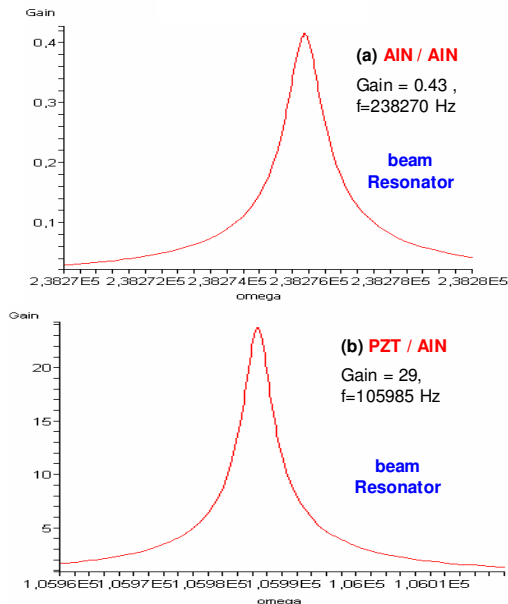 Gain
0,4
0,3
0,2
0,1
(a) AlN / AlN
Gain = 0.43 ,
f=238270 Hz
beam
Resonator
2,3827E5 2,38272E5 2,38274E5 2,38276E5 2,38278E5 2,3828E5
omega
Gain
20
15
10
5
(b) PZT / AlN
Gain = 29,
f=105985 Hz
beam
Resonator
1,0596E5 1,0597E5 1,0598E5 1,0599E5 1,06E5 1,0601E5
omega